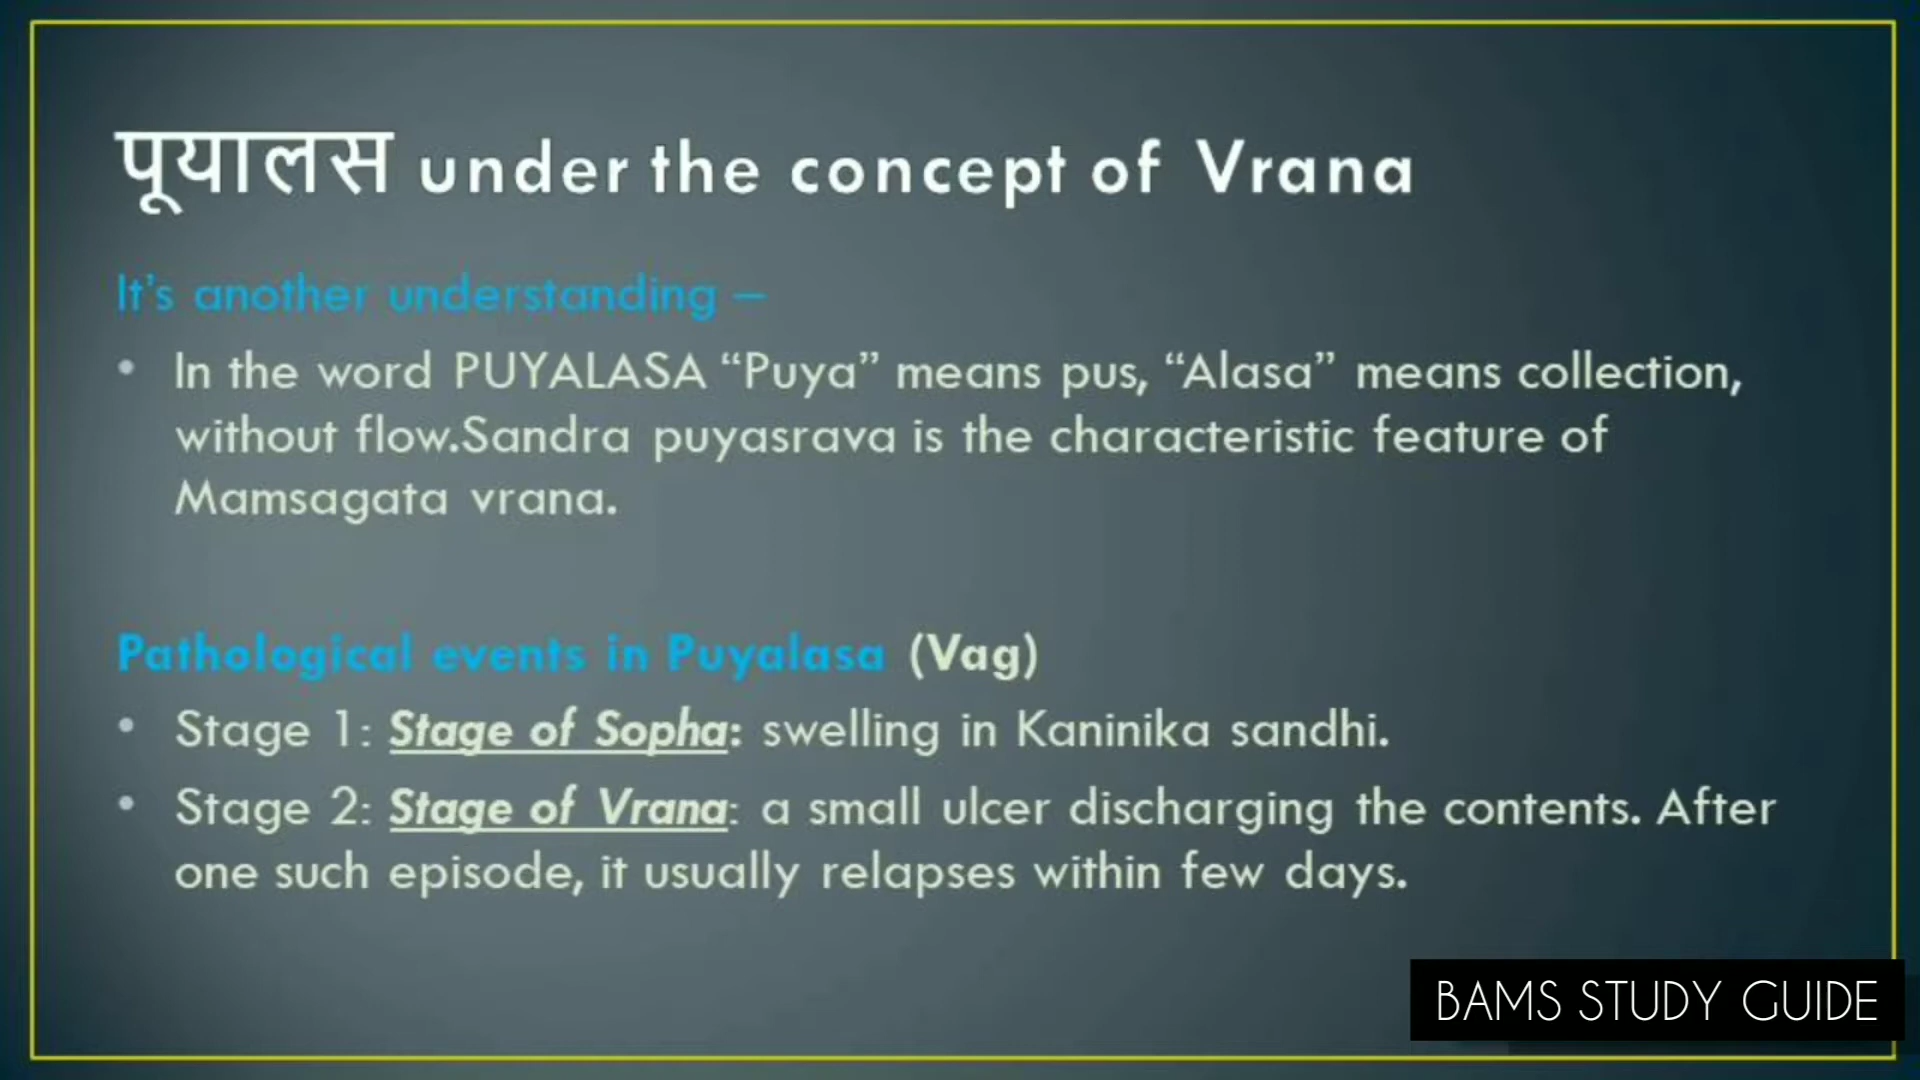 पूयालस under the concept of Vrana
It's another understanding –
• In the word PUYALASA “Puya” means pus, “Alasa” means collection,
without flow.Sandra puyasrava is the characteristic feature of
Mamsagata vrana.
Pathological events in Puyalasa (Vag)
• Stage 1: Stage of Sopha: swelling in Kaninika sandhi.
• Stage 2: Stage of Vrana: a small ulcer discharging the contents. After
one such episode, it usually relapses within few days.
BAMS STUDY GUIDE